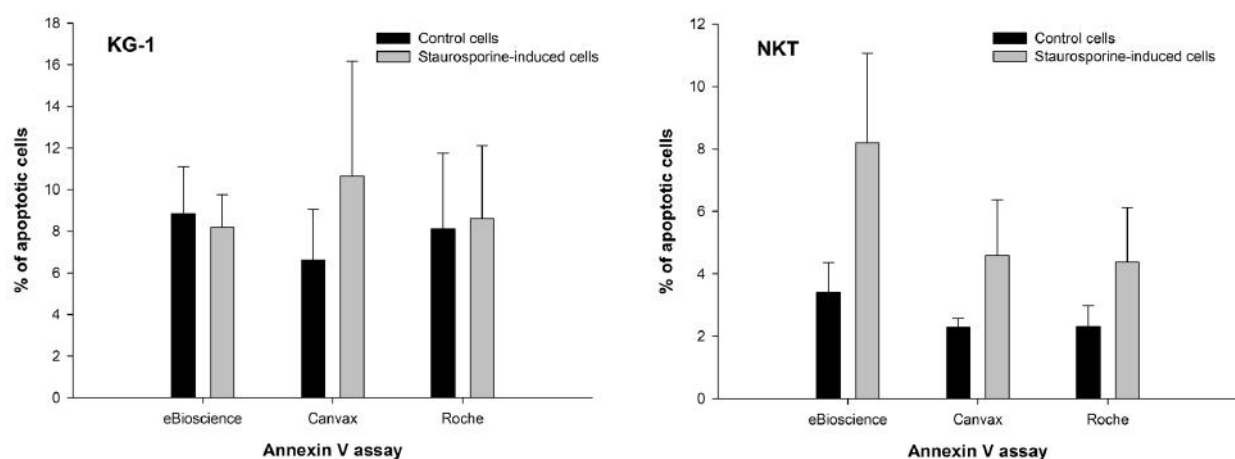 KG-1
Control cells
Staurosporine-induced cells
% of apoptotic cells
18
16
14
12
10
8
6
4
2
0
eBioscience Canvax Roche
Annexin V assay
NKT
Control cells
Staurosporine-induced cells
% of apoptotic cells
12
10
8
6
4
2
0
eBioscience Canvax Roche
Annexin V assay